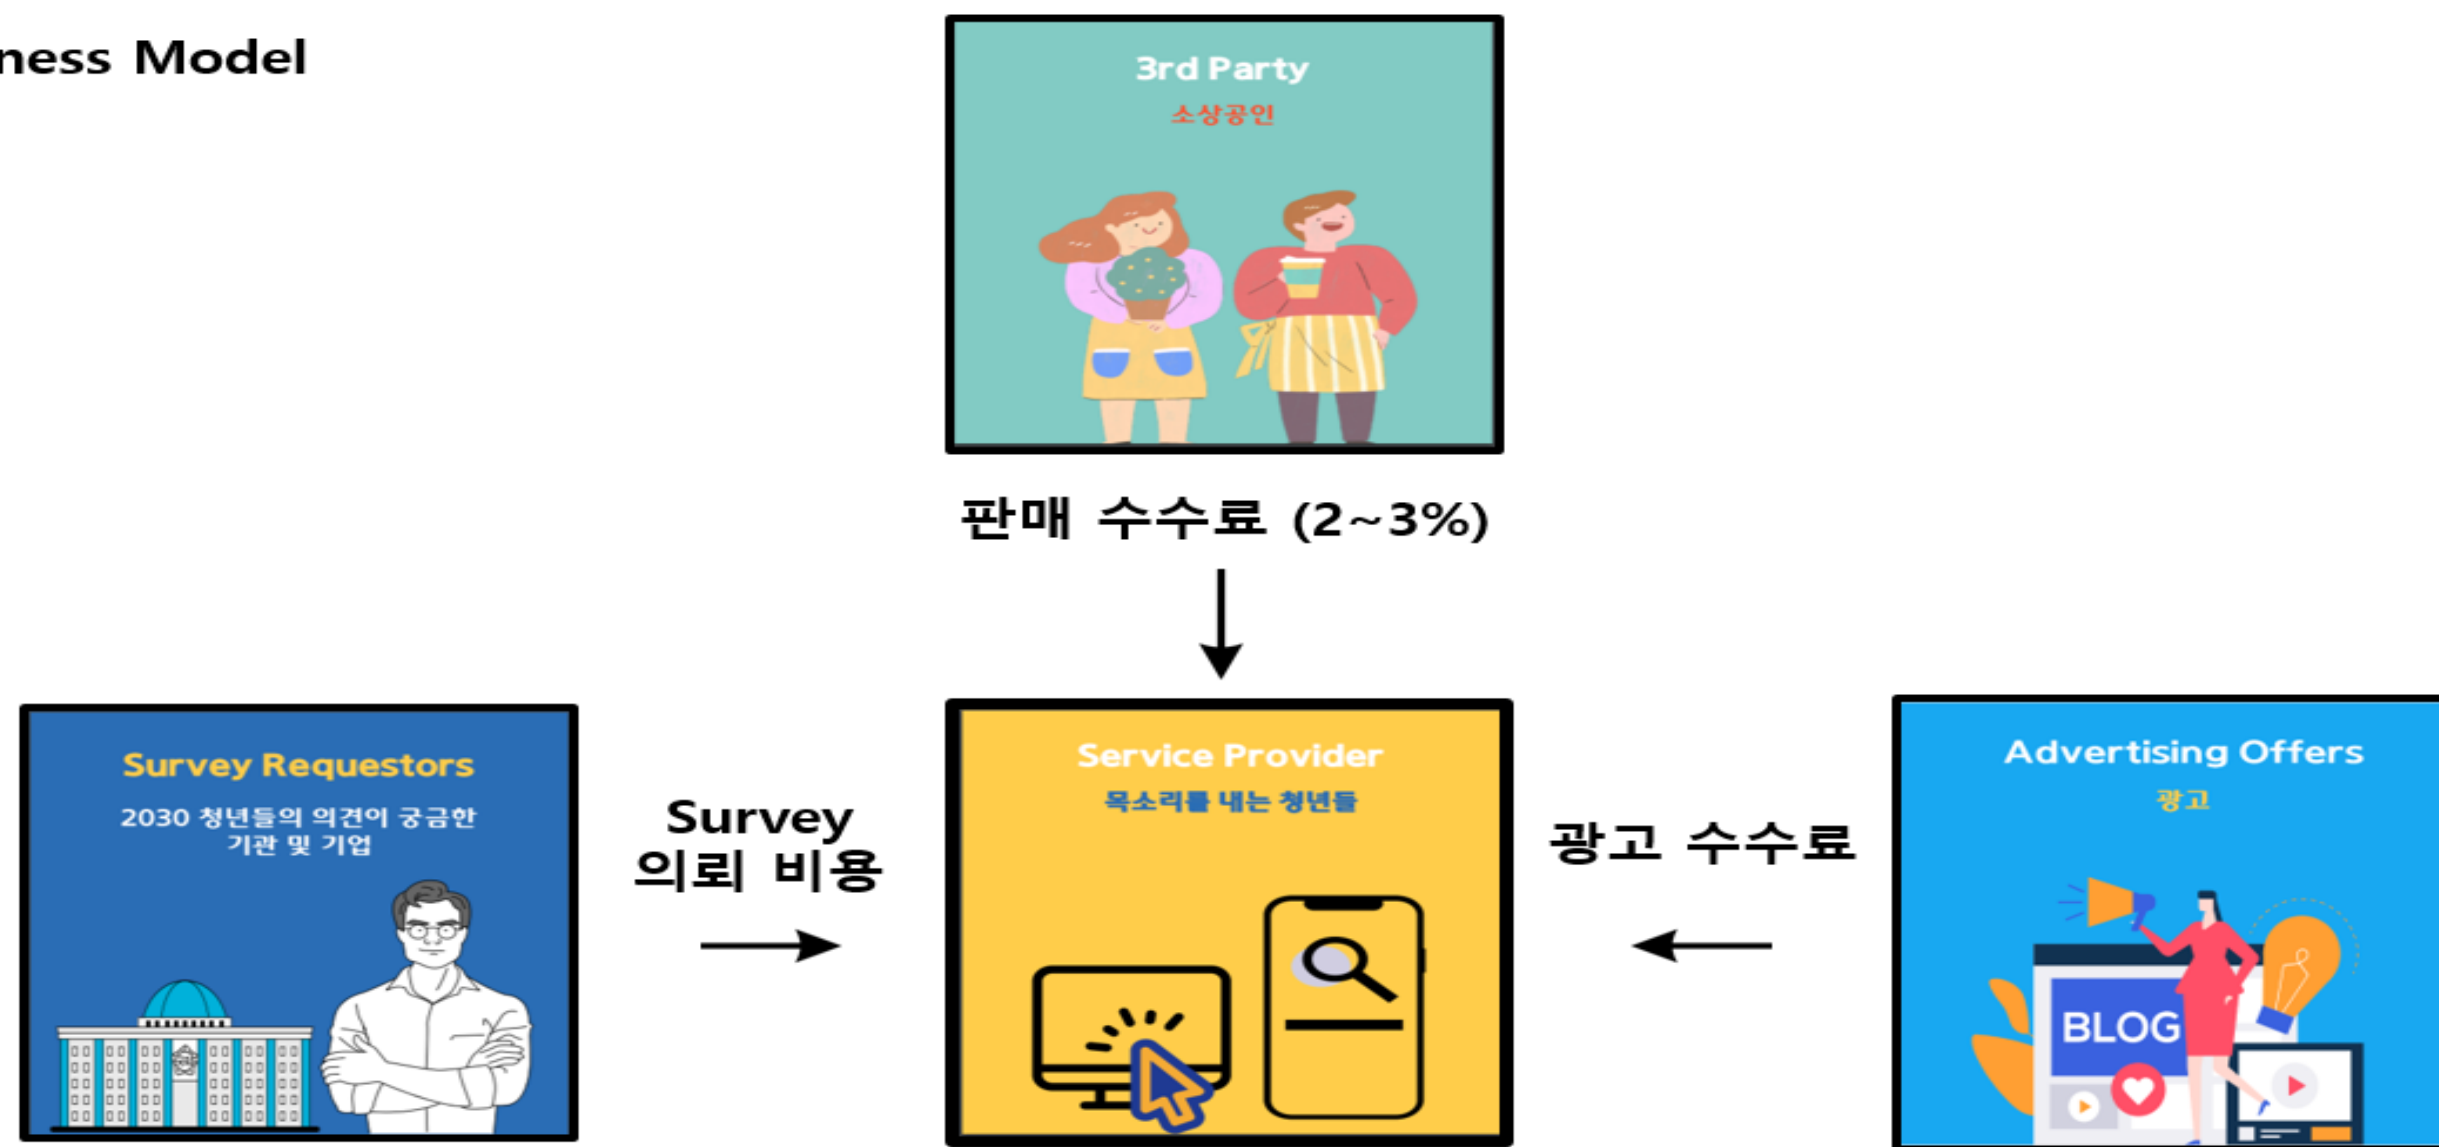 ness Model
3rd Party
소상공인
판매 수수료 (2~3%)
Survey Requestors
2030 청년들의 의견이 궁금한
기관 및 기업
Survey
의뢰 비용
Service Provider
목소리를 내는 청년들
광고 수수료
Advertising Offers
광고
BLOG